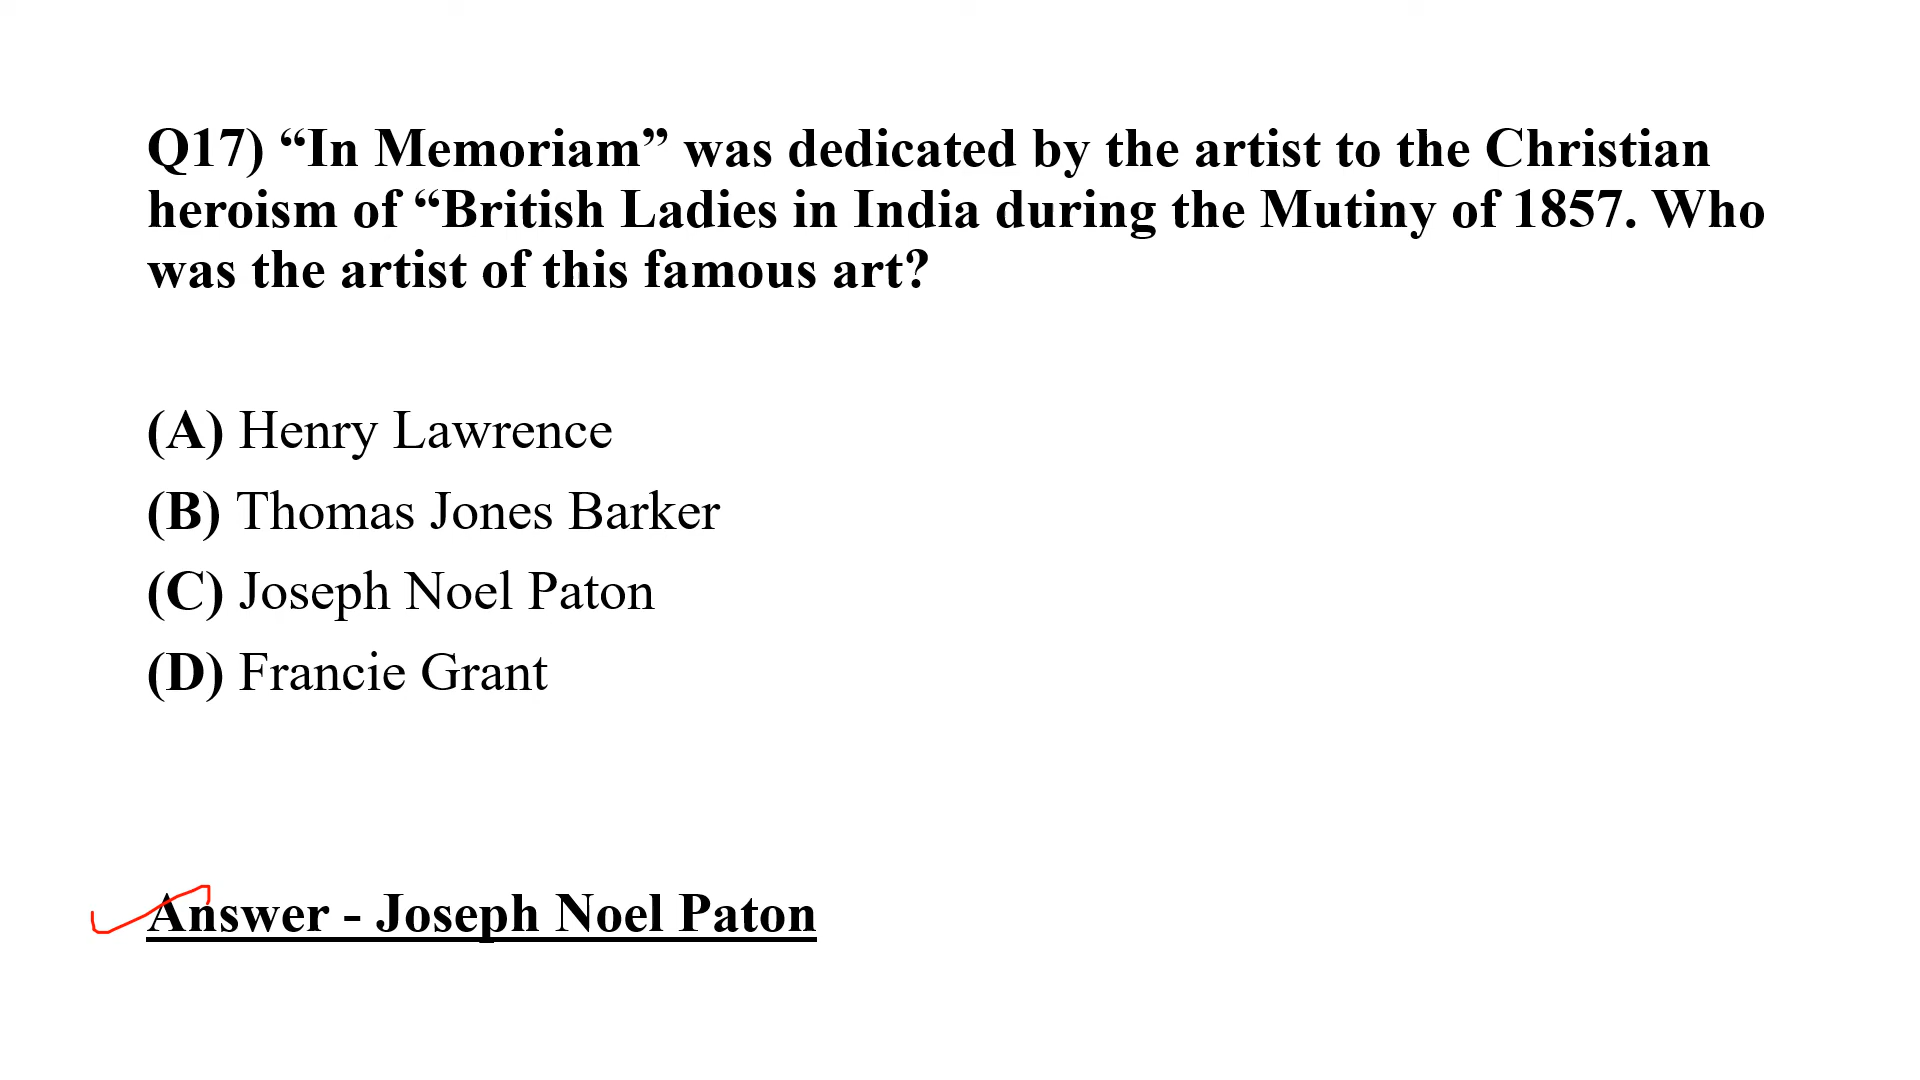 Q17) “In Memoriam” was dedicated by the artist to the Christian
heroism of “British Ladies in India during the Mutiny of 1857. Who
was the artist of this famous art?
(A) Henry Lawrence
(B) Thomas Jones Barker
(C) Joseph Noel Paton
(D) Francie Grant
Answer - Joseph Noel Paton